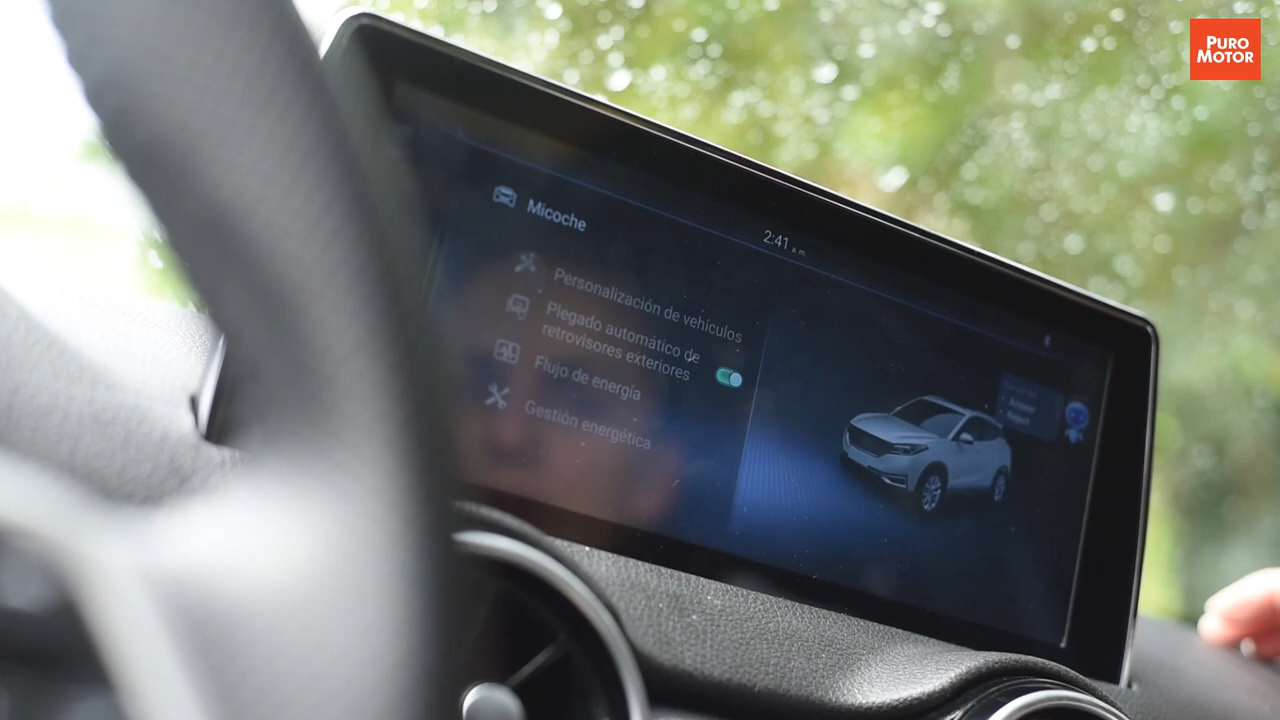 PURO
MOTOR
Micoche
2:41 a.m.
Personalización de vehículos
Plegado automático de
retrovisores exteriores
Flujo de energía
Gestión energética